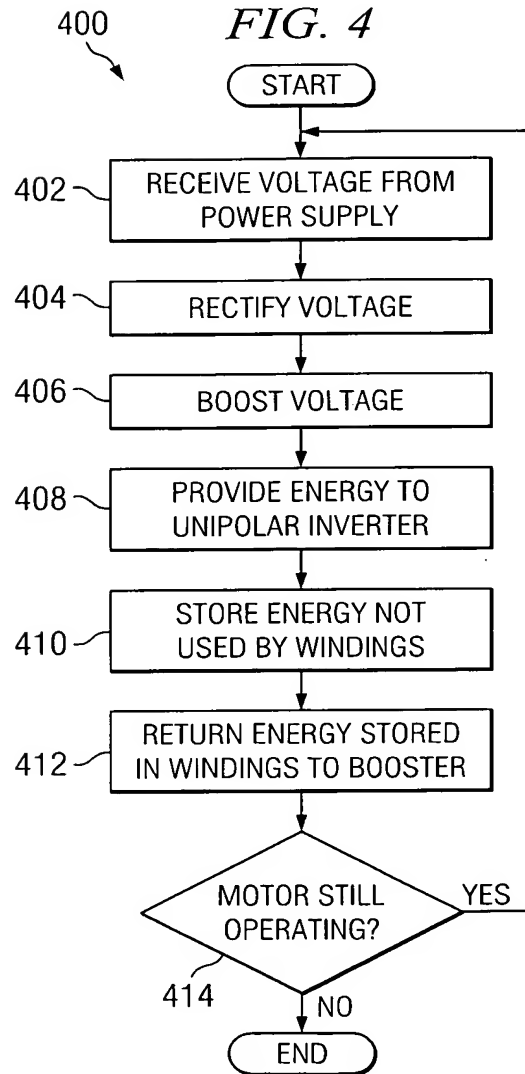 400
FIG. 4
START
402
RECEIVE VOLTAGE FROM
POWER SUPPLY
404
RECTIFY VOLTAGE
406
BOOST VOLTAGE
408
PROVIDE ENERGY TO
UNIPOLAR INVERTER
410
STORE ENERGY NOT
USED BY WINDINGS
412
RETURN ENERGY STORED
IN WINDINGS TO BOOSTER
MOTOR STILL
OPERATING?
YES
414
NO
END